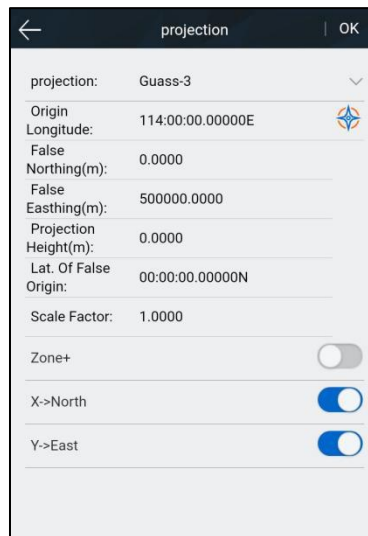 projection
OK
projection: Guass-3
Origin
Longitude: 114:00:00.00000E
False
Northing(m): 0.0000
False
Easthing(m): 500000.0000
Projection
Height(m): 0.0000
Lat. Of False
Origin: 00:00:00.00000N
Scale Factor: 1.0000
Zone+
X->North
Y->East